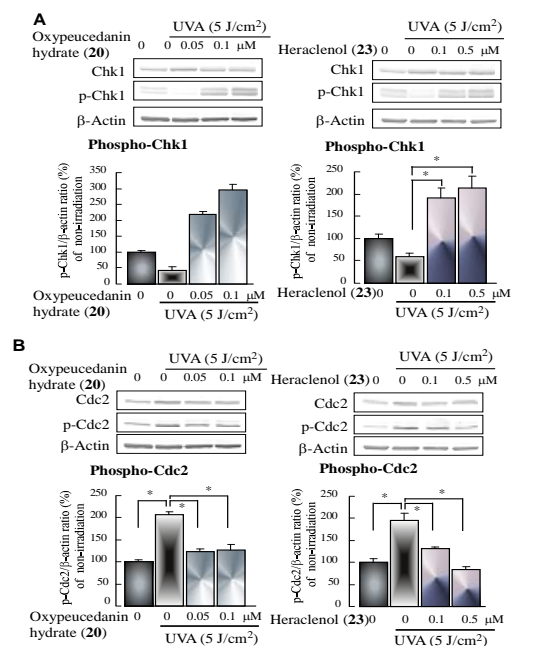 A
UVA (5 J/cm2)
Oxypeucedanin
hydrate (20)
0 0 0.05 0.1 μM
Chk1
p-Chk1
β-Actin
Phospho-Chk1
p-Chk1/β-actin ratio (%)
of non-irradiation
350
300
250
200
150
100
50
0
Oxypeucedanin
hydrate (20)
0 0 0.05 0.1 μM
UVA (5 J/cm2)
UVA (5 J/cm2)
Heraclenol (23) 0 0 0.1 0.5 μM
Chk1
p-Chk1
β-Actin
Phospho-Chk1
p-Chk1/β-actin ratio (%)
of non-irradiation
250
200
150
100
50
0
*
*
Heraclenol (23) 0 0 0.1 0.5 μM
UVA (5 J/cm2)
B
UVA (5 J/cm2)
Oxypeucedanin
hydrate (20)
0 0 0.05 0.1 μM
Cdc2
p-Cdc2
β-Actin
Phospho-Cdc2
p-Cdc2/β-actin ratio (%)
of non-irradiation
250
200
150
100
50
0
*
*
*
Oxypeucedanin
hydrate (20)
0 0 0.05 0.1 μM
UVA (5 J/cm2)
UVA (5 J/cm2)
Heraclenol (23) 0 0 0.1 0.5 μM
Cdc2
p-Cdc2
β-Actin
Phospho-Cdc2
p-Cdc2/β-actin ratio (%)
of non-irradiation
250
200
150
100
50
0
*
*
*
Heraclenol (23) 0 0 0.1 0.5 μM
UVA (5 J/cm2)